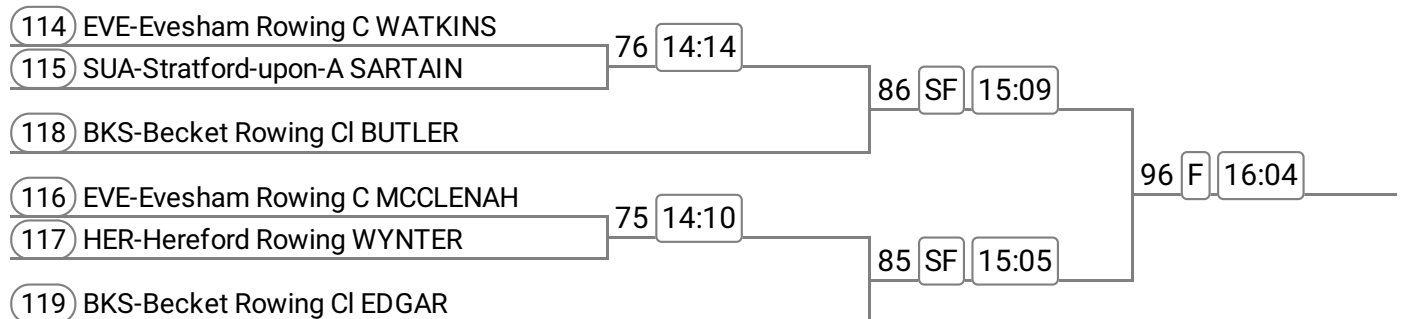 114 EVE-Evesham Rowing C WATKINS
76 14:14
115 SUA-Stratford-upon-A SARTAIN
86 SF 15:09
118 BKS-Becket Rowing Cl BUTLER
96 F 16:04
116 EVE-Evesham Rowing C MCCLENAH
75 14:10
117 HER-Hereford Rowing WYNTER
85 SF 15:05
119 BKS-Becket Rowing Cl EDGAR